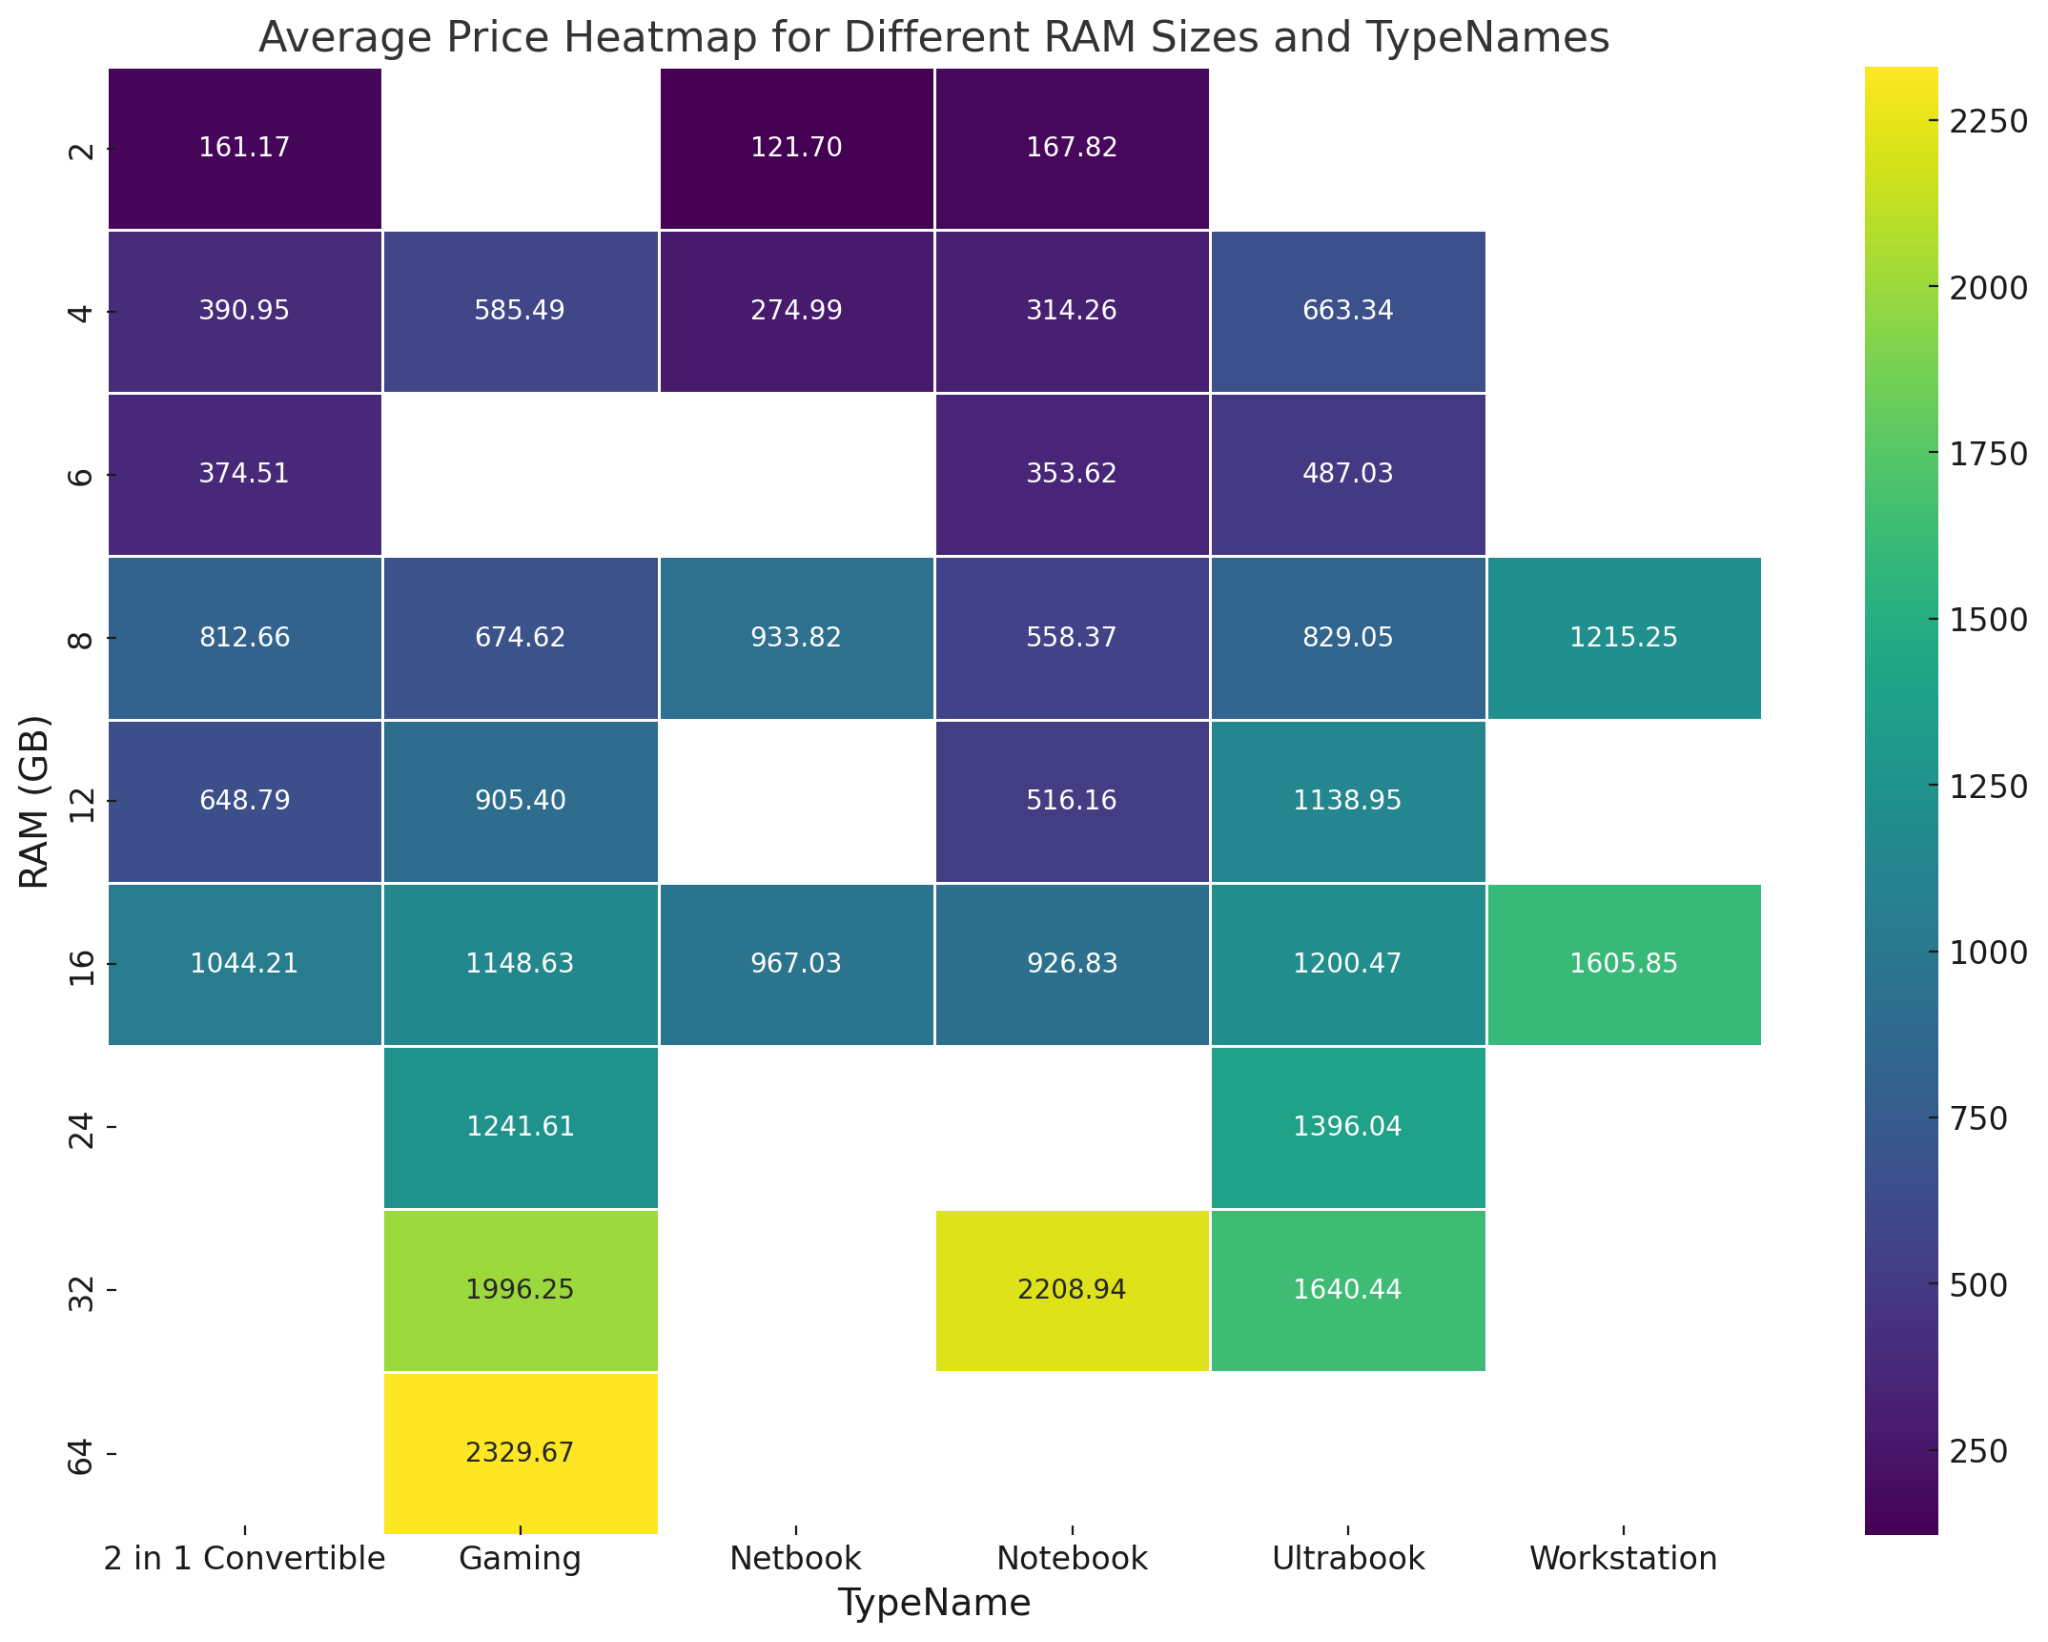 Average Price Heatmap for Different RAM Sizes and TypeNames
2 161.17 121.70 167.82
4 390.95 585.49 274.99 314.26 663.34
6 374.51 353.62 487.03
8 812.66 674.62 933.82 558.37 829.05 1215.25
12 648.79 905.40 516.16 1138.95
16 1044.21 1148.63 967.03 926.83 1200.47 1605.85
24 1241.61 1396.04
32 1996.25 2208.94 1640.44
64 2329.67
RAM (GB)
2 in 1 Convertible Gaming Netbook Notebook Ultrabook Workstation
TypeName
2250
2000
1750
1500
1250
1000
750
500
250